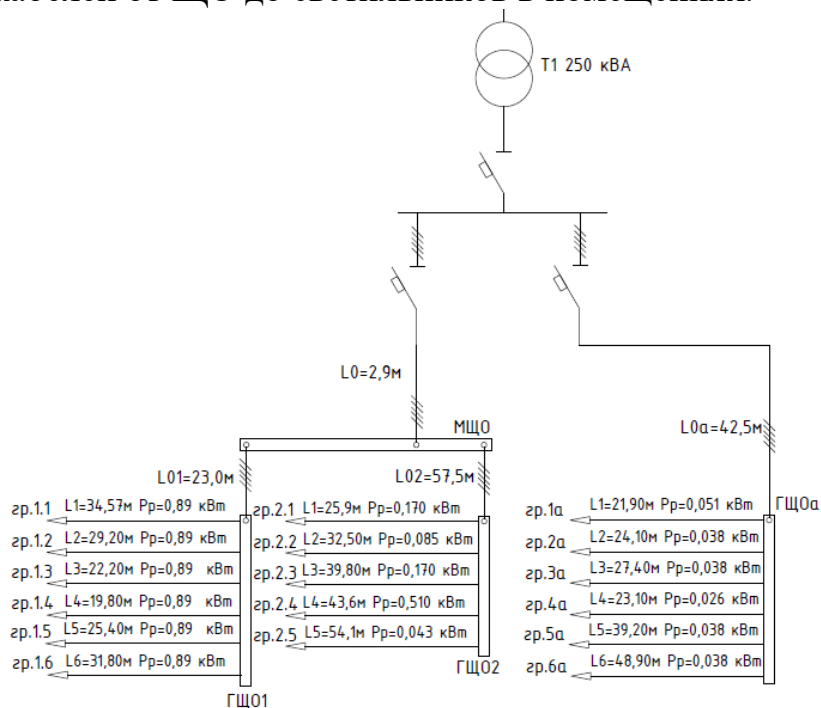 до светильников в помещениях.
T1 250 кВА
L0=2,9м
МЩО
L0а=42,5м
L01=23,0м
L02=57,5м
гр.1.1 L1=34,57м Рр=0,89 кВт
гр.1.2 L2=29,20м Рр=0,89 кВт
гр.1.3 L3=22,20м Рр=0,89 кВт
гр.1.4 L4=19,80м Рр=0,89 кВт
гр.1.5 L5=25,40м Рр=0,89 кВт
гр.1.6 L6=31,80м Рр=0,89 кВт
ГЩО1
гр.2.1 L1=25,9м Рр=0,170 кВт
гр.2.2 L2=32,50м Рр=0,085 кВт
гр.2.3 L3=39,80м Рр=0,170 кВт
гр.2.4 L4=43,6м Рр=0,510 кВт
гр.2.5 L5=54,1м Рр=0,043 кВт
ГЩО2
гр.1а L1=21,90м Рр=0,051 кВт
ГЩОа
гр.2а L2=24,10м Рр=0,038 кВт
гр.3а L3=27,40м Рр=0,038 кВт
гр.4а L4=23,10м Рр=0,026 кВт
гр.5а L5=39,20м Рр=0,038 кВт
гр.6а L6=48,90м Рр=0,038 кВт